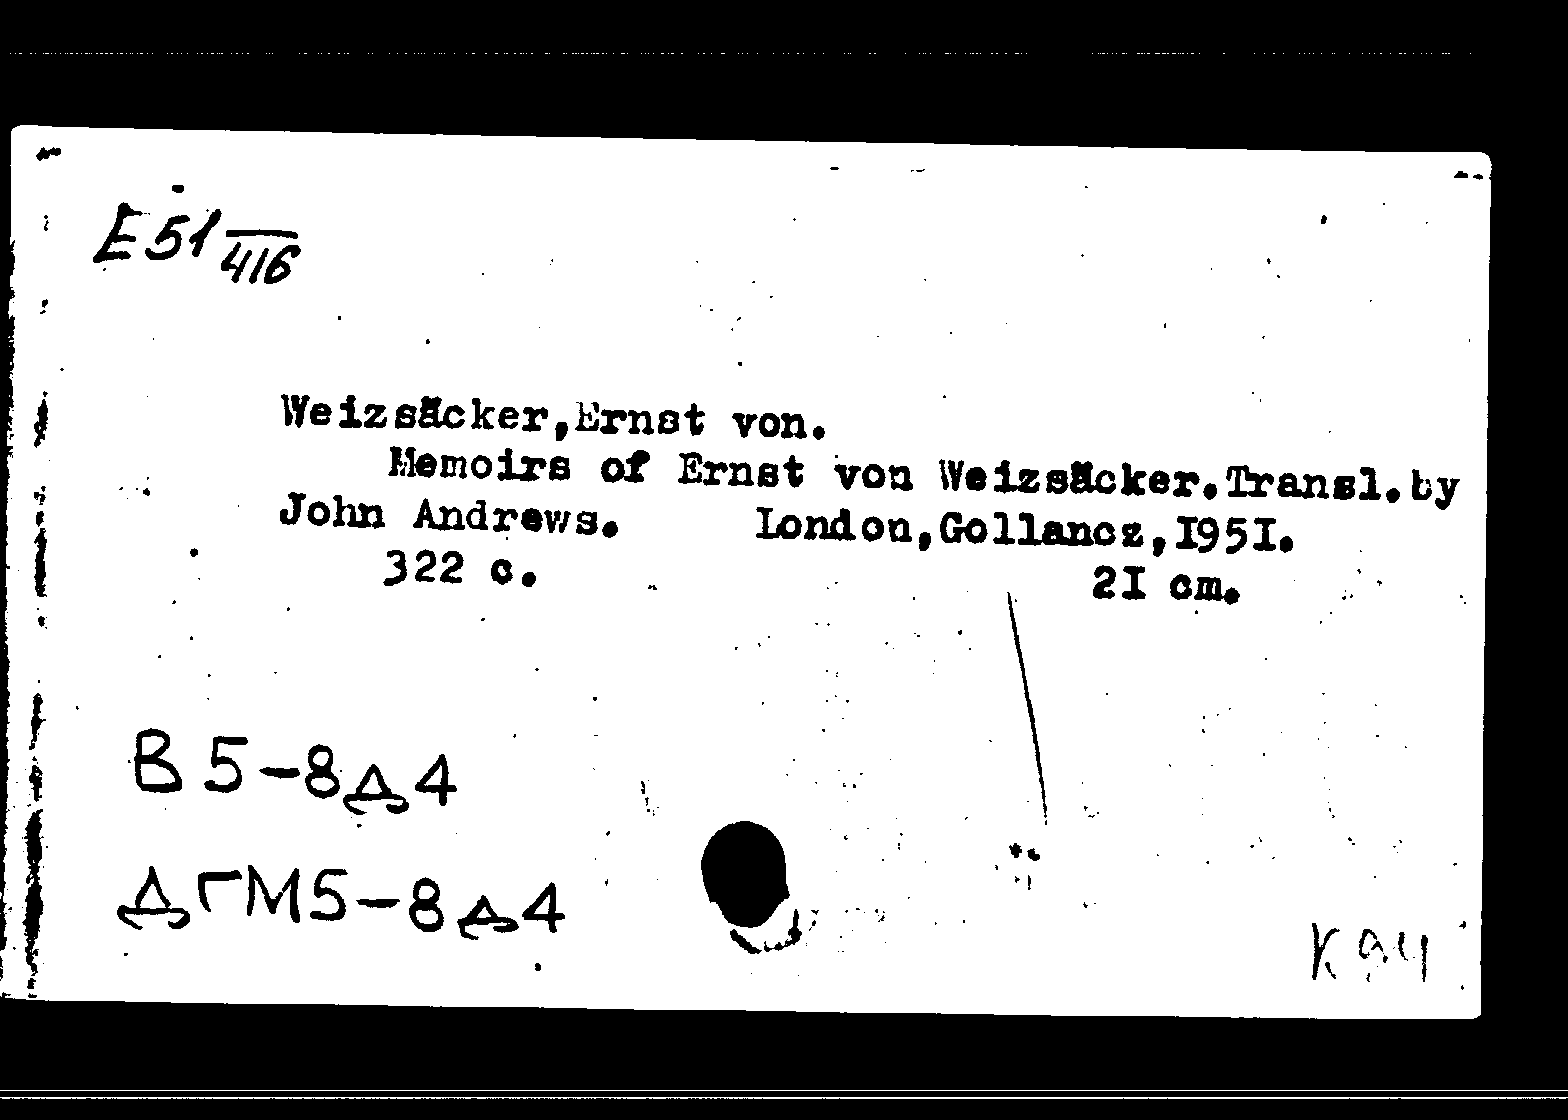 E51/416
Weizsäcker,Ernst von.
Memoirs of Ernst von Weizsäcker.Transl.by
John Andrews. London,Gollancz,I95I.
322 c. 2I cm.
В 5-8д4
ДГМ5-8д4